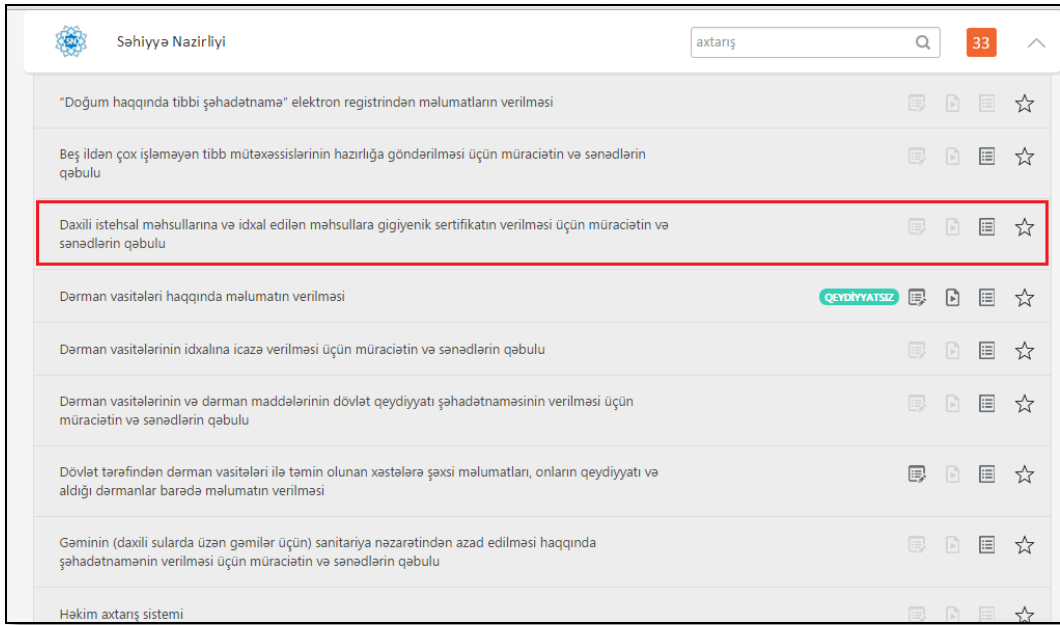 Səhiyyə Nazirliyi
axtarış
33
“Doğum haqqında tibbi şəhadətnamə” elektron registrindən məlumatların verilməsi
Beş ildən çox işləməyən tibb mütəxəssislərinin hazırlığa göndərilməsi üçün müraciətin və sənədlərin
qəbulu
Daxili istehsal məhsullarına və idxal edilən məhsullara gigiyenik sertifikatın verilməsi üçün müraciətin və
sənədlərin qəbulu
Dərman vasitələri haqqında məlumatın verilməsi
QEYDİYYATSIZ
Dərman vasitələrinin idxalına icazə verilməsi üçün müraciətin və sənədlərin qəbulu
Dərman vasitələrinin və dərman maddələrinin dövlət qeydiyyatı şəhadətnaməsinin verilməsi üçün
müraciətin və sənədlərin qəbulu
Dövlət tərəfindən dərman vasitələri ilə təmin olunan xəstələrə şəxsi məlumatları, onların qeydiyyatı və
aldığı dərmanlar barədə məlumatın verilməsi
Gəminin (daxili sularda üzən gəmilər üçün) sanitariya nəzarətindən azad edilməsi haqqında
şəhadətnamənin verilməsi üçün müraciətin və sənədlərin qəbulu
Həkim axtarış sistemi